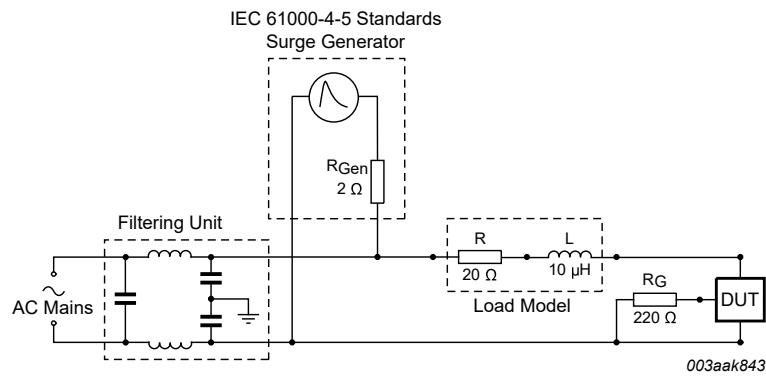 IEC 61000-4-5 Standards
Surge Generator
RGen
2 Ω
Filtering Unit
R
L
20 Ω
10 μH
RG
AC Mains
Load Model
220 Ω
DUT
003aak843